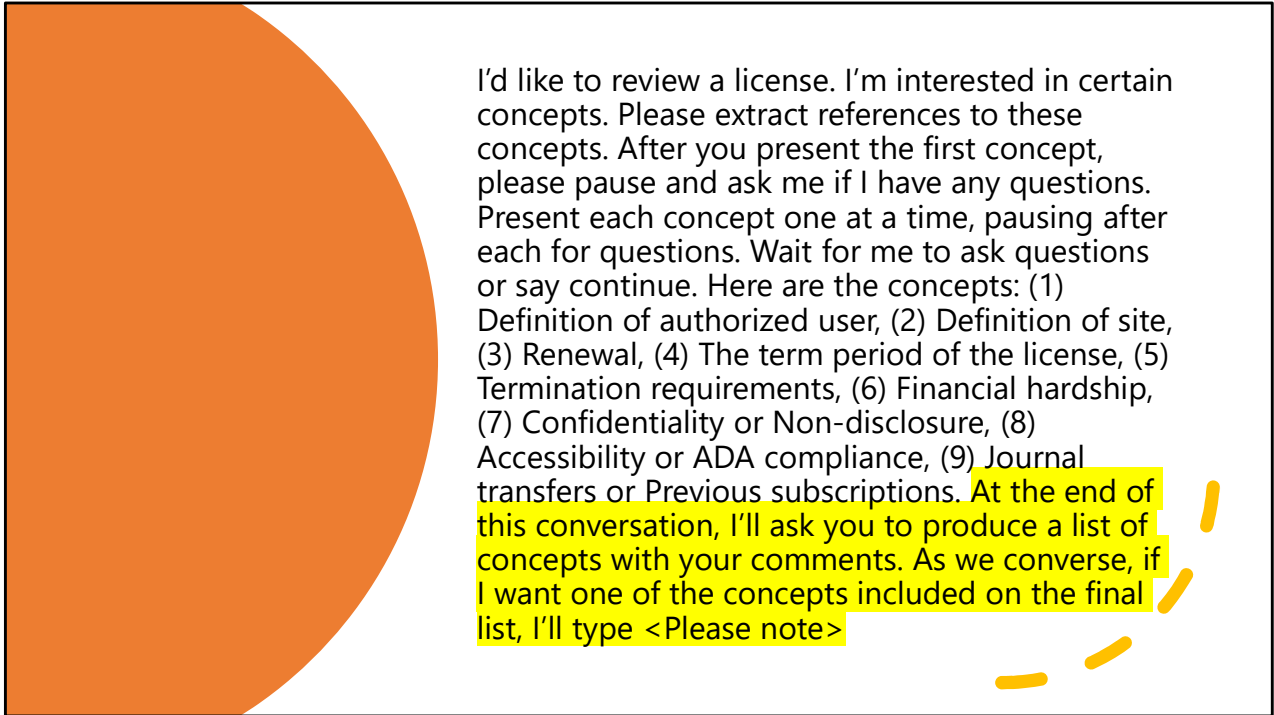 I’d like to review a license. I’m interested in certain
concepts. Please extract references to these
concepts. After you present the first concept,
please pause and ask me if I have any questions.
Present each concept one at a time, pausing after
each for questions. Wait for me to ask questions
or say continue. Here are the concepts: (1)
Definition of authorized user, (2) Definition of site,
(3) Renewal, (4) The term period of the license, (5)
Termination requirements, (6) Financial hardship,
(7) Confidentiality or Non-disclosure, (8)
Accessibility or ADA compliance, (9) Journal
transfers or Previous subscriptions. At the end of
this conversation, I’ll ask you to produce a list of
concepts with your comments. As we converse, if
I want one of the concepts included on the final
list, I’ll type <Please note>